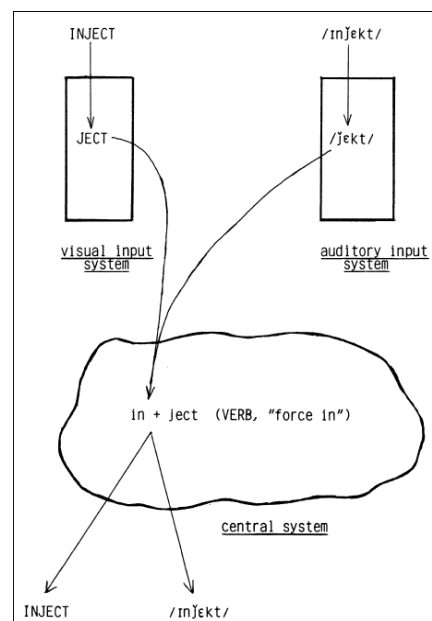 INJECT /ɪnǰɛkt/
JECT /ǰɛkt/
visual input
system
auditory input
system
in + ject (VERB, "force in")
central system
INJECT /ɪnǰɛkt/